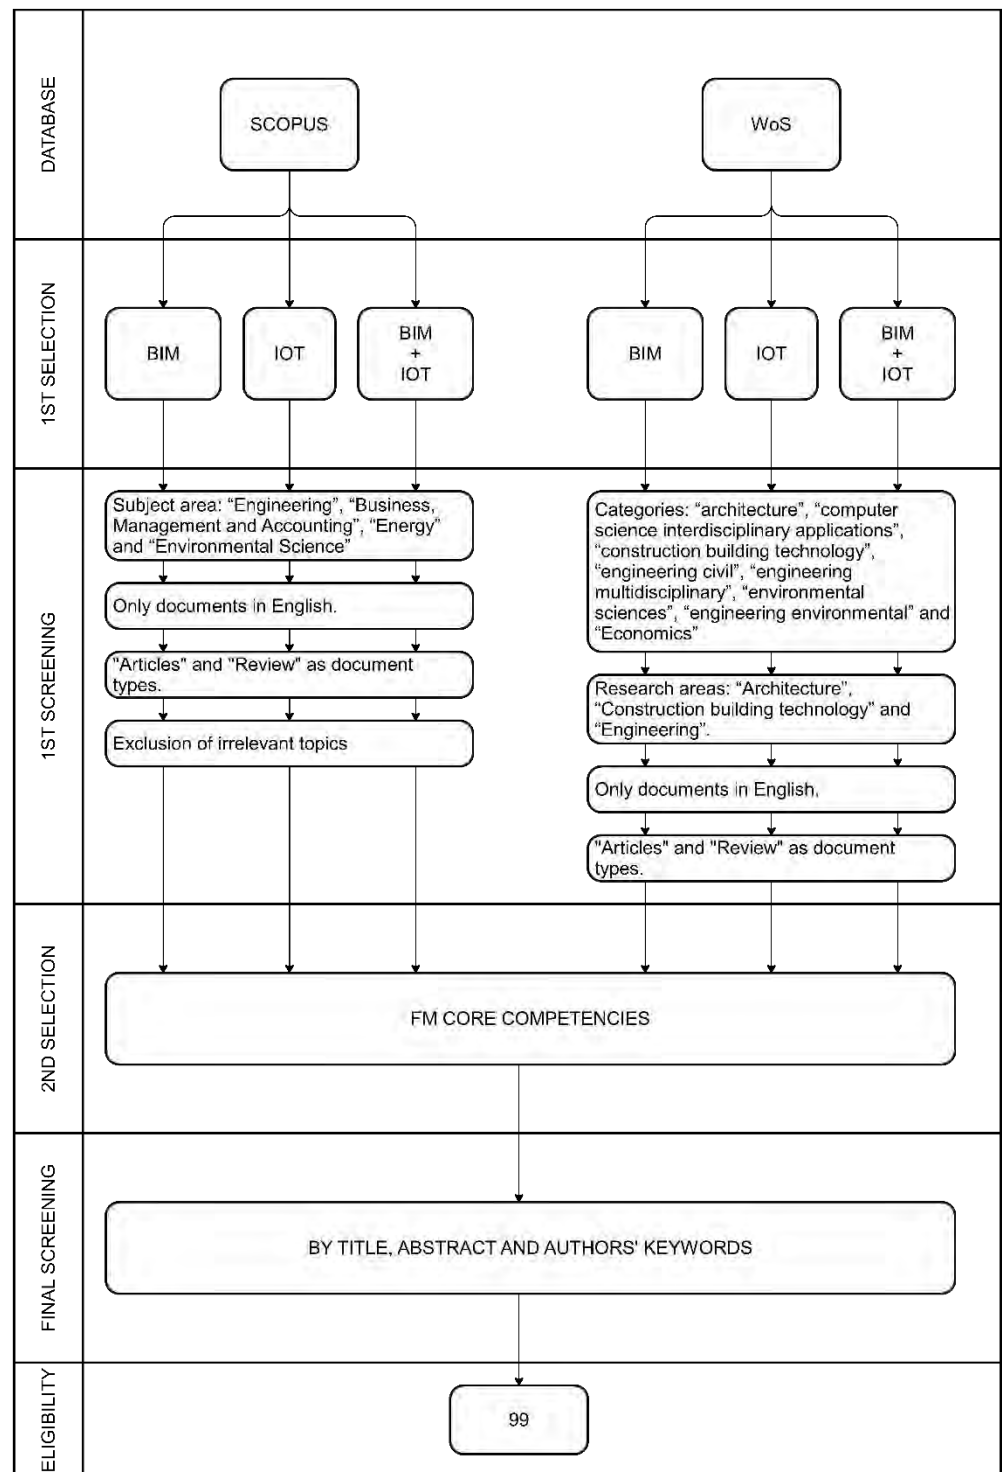 DATABASE
SCOPUS
WoS
1ST SELECTION
BIM
IOT
BIM
+
IOT
BIM
IOT
BIM
+
IOT
1ST SCREENING
Subject area: “Engineering”, “Business,
Management and Accounting”, “Energy”
and “Environmental Science”
Only documents in English.
"Articles" and "Review" as document
types.
Exclusion of irrelevant topics
Categories: “architecture”, “computer
science interdisciplinary applications”,
“construction building technology”,
“engineering civil”, “engineering
multidisciplinary”, “environmental
sciences”, “engineering environmental” and
“Economics”
Research areas: “Architecture”,
“Construction building technology” and
“Engineering”.
Only documents in English.
"Articles" and "Review" as document
types.
2ND SELECTION
FM CORE COMPETENCIES
FINAL SCREENING
BY TITLE, ABSTRACT AND AUTHORS' KEYWORDS
ELIGIBILITY
99